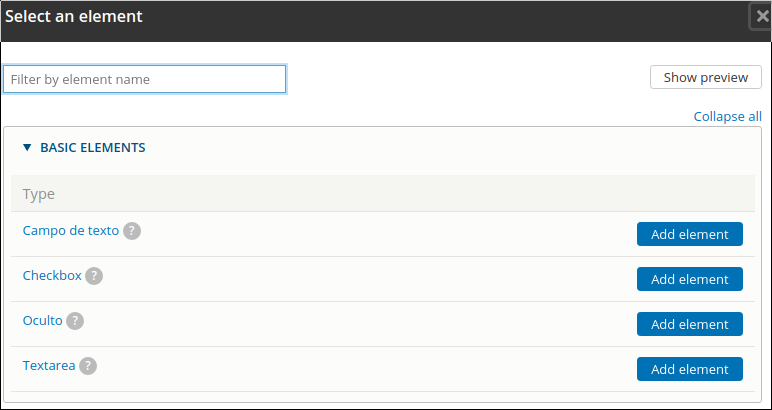 Select an element
Filter by element name
Show preview
Collapse all
BASIC ELEMENTS
Type
Campo de texto ? Add element
Checkbox ? Add element
Oculto ? Add element
Textarea ? Add element